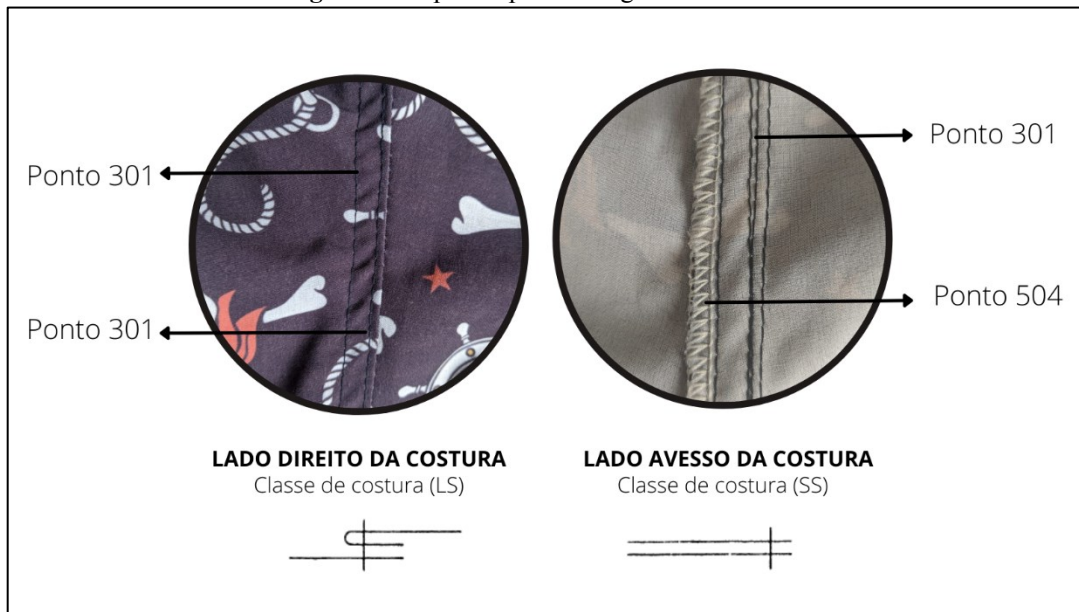 Ponto 301
Ponto 301
Ponto 301
Ponto 504
LADO DIREITO DA COSTURA
Classe de costura (LS)
LADO AVESSO DA COSTURA
Classe de costura (SS)